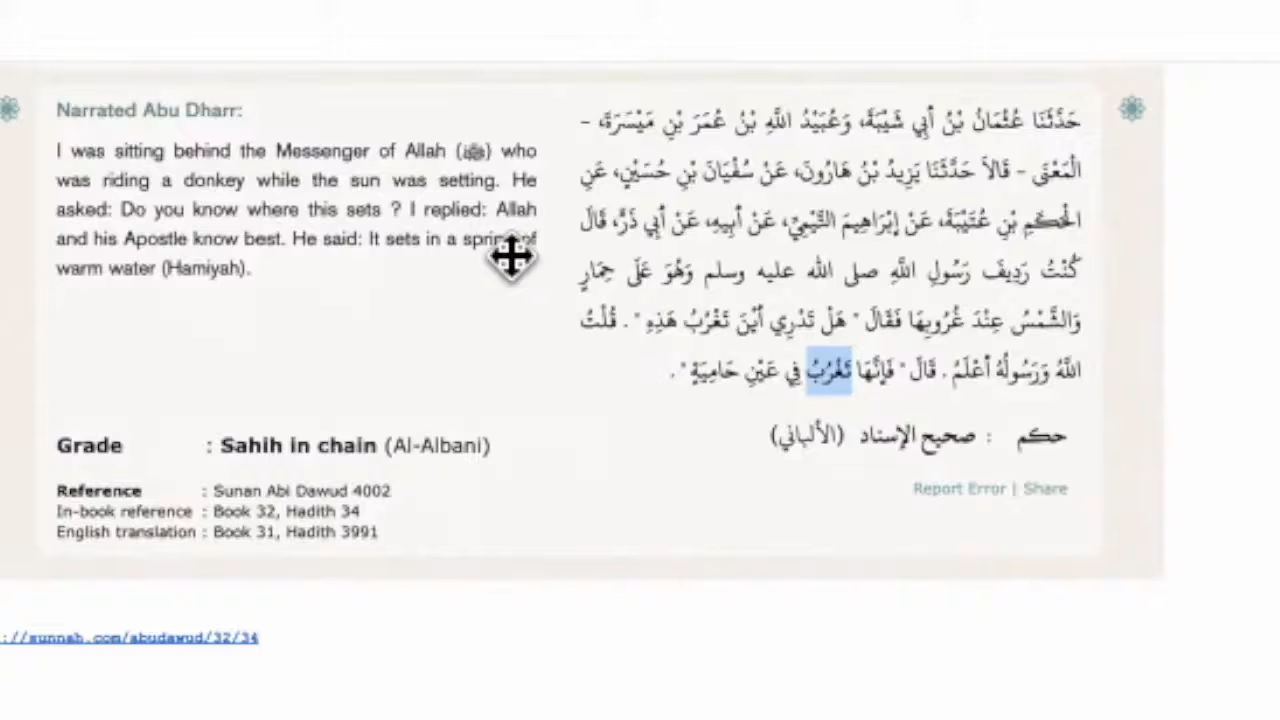 Narrated Abu Dharr:
I was sitting behind the Messenger of Allah (ﷺ) who
was riding a donkey while the sun was setting. He
asked: Do you know where this sets ? I replied: Allah
and his Apostle know best. He said: It sets in a spring of
warm water (Hamiyah).
حَدَّثَنَا عُثْمَانُ بْنُ أَبِي شَيْبَةَ، وَعُبَيْدُ اللَّهِ بْنُ عُمَرَ بْنِ مَيْسَرَةَ، -
الْمَعْنَى - قَالاَ حَدَّثَنَا يَزِيدُ بْنُ هَارُونَ، عَنْ سُفْيَانَ بْنِ حُسَيْنٍ، عَنِ
الْحَكَمِ بْنِ عُتَيْبَةَ، عَنْ إِبْرَاهِيمَ التَّيْمِيِّ، عَنْ أَبِيهِ، عَنْ أَبِي ذَرٍّ، قَالَ
كُنْتُ رَدِيفَ رَسُولِ اللَّهِ صلى الله عليه وسلم وَهُوَ عَلَى حِمَارٍ
وَالشَّمْسُ عِنْدَ غُرُوبِهَا فَقَالَ " هَلْ تَدْرِي أَيْنَ تَغْرُبُ هَذِهِ " . قُلْتُ
اللَّهُ وَرَسُولُهُ أَعْلَمُ . قَالَ " فَإِنَّهَا تَغْرُبُ فِي عَيْنِ حَامِيَةٍ " .
Grade : Sahih in chain (Al-Albani)
حكم : صحيح الإسناد (الألباني)
Reference : Sunan Abi Dawud 4002
In-book reference : Book 32, Hadith 34
English translation : Book 31, Hadith 3991
Report Error | Share
://sunnah.com/abudawud/32/34